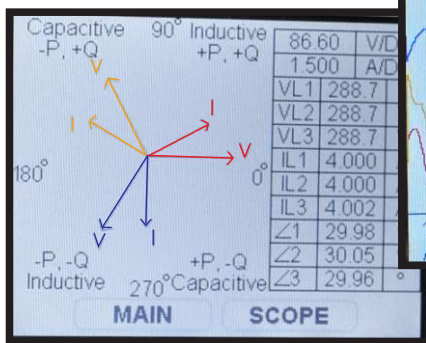 Capacitive 90° Inductive
-P, +Q +P, +Q
86.60 V/D
1.500 A/D
VL1 288.7
VL2 288.7
VL3 288.7
IL1 4.000
IL2 4.000
IL3 4.002
∠1 29.98
∠2 30.05
∠3 29.96 °
V
I
I
V
180°
0°
V
I
-P, -Q +P, -Q
Inductive 270° Capacitive
MAIN SCOPE